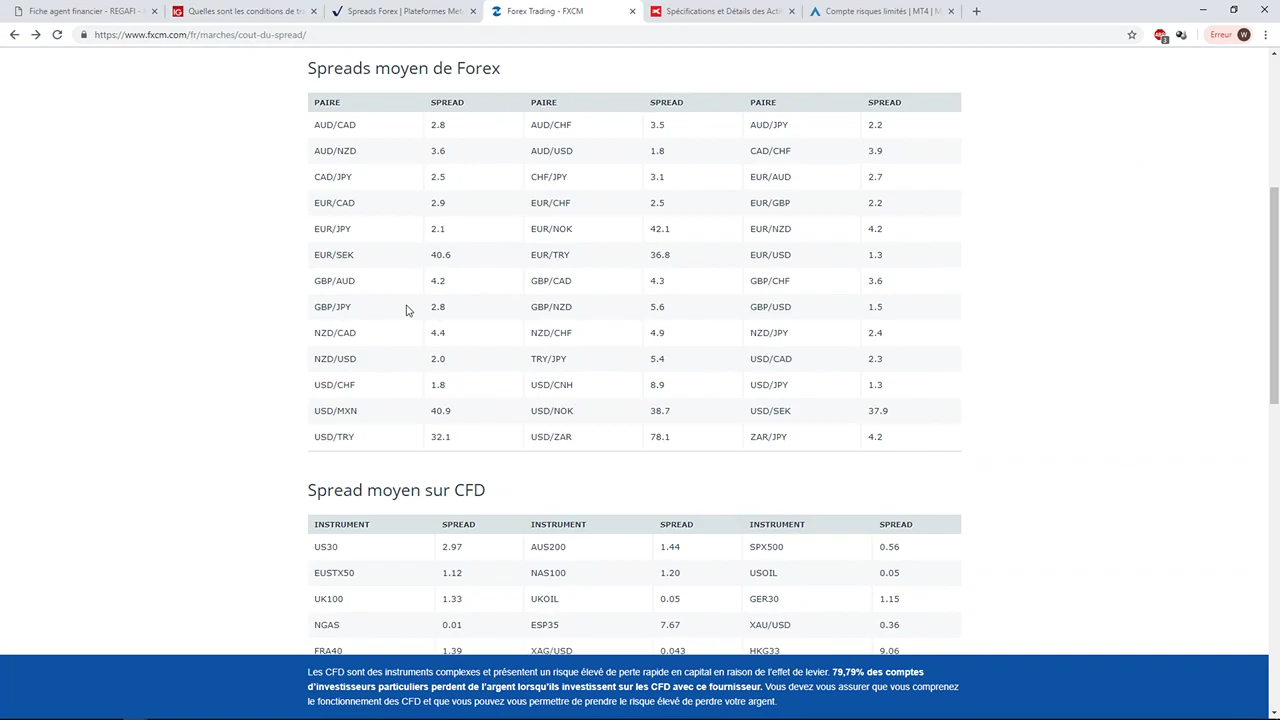 Fiche agent financier - REGAFI -
Quelles sont les conditions de tra
Spreads Forex | Plateformes Met
Forex Trading - FXCM
Spécifications et Détails des Acti
Compte risques limités | MT4 | M
https://www.fxcm.com/fr/marches/cout-du-spread/
3
Erreur W
Spreads moyen de Forex
PAIRE SPREAD PAIRE SPREAD PAIRE SPREAD
AUD/CAD 2.8 AUD/CHF 3.5 AUD/JPY 2.2
AUD/NZD 3.6 AUD/USD 1.8 CAD/CHF 3.9
CAD/JPY 2.5 CHF/JPY 3.1 EUR/AUD 2.7
EUR/CAD 2.9 EUR/CHF 2.5 EUR/GBP 2.2
EUR/JPY 2.1 EUR/NOK 42.1 EUR/NZD 4.2
EUR/SEK 40.6 EUR/TRY 36.8 EUR/USD 1.3
GBP/AUD 4.2 GBP/CAD 4.3 GBP/CHF 3.6
GBP/JPY 2.8 GBP/NZD 5.6 GBP/USD 1.5
NZD/CAD 4.4 NZD/CHF 4.9 NZD/JPY 2.4
NZD/USD 2.0 TRY/JPY 5.4 USD/CAD 2.3
USD/CHF 1.8 USD/CNH 8.9 USD/JPY 1.3
USD/MXN 40.9 USD/NOK 38.7 USD/SEK 37.9
USD/TRY 32.1 USD/ZAR 78.1 ZAR/JPY 4.2
Spread moyen sur CFD
INSTRUMENT SPREAD INSTRUMENT SPREAD INSTRUMENT SPREAD
US30 2.97 AUS200 1.44 SPX500 0.56
EUSTX50 1.12 NAS100 1.20 USOIL 0.05
UK100 1.33 UKOIL 0.05 GER30 1.15
NGAS 0.01 ESP35 7.67 XAU/USD 0.36
FRA40 1.39 XAG/USD 0.043 HKG33 9.06
Les CFD sont des instruments complexes et présentent un risque élevé de perte rapide en capital en raison de l'effet de levier. 79,79% des comptes
d'investisseurs particuliers perdent de l'argent lorsqu'ils investissent sur les CFD avec ce fournisseur. Vous devez vous assurer que vous comprenez
le fonctionnement des CFD et que vous pouvez vous permettre de prendre le risque élevé de perdre votre argent.